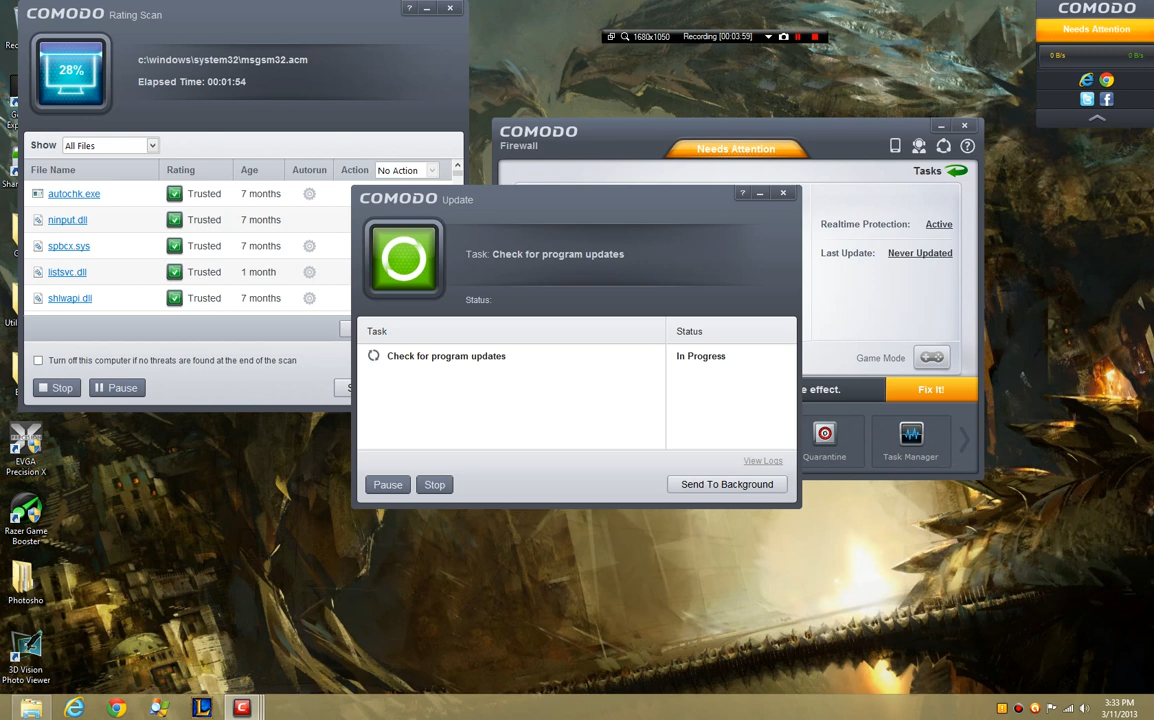 COMODO Rating Scan
28%
c:\windows\system32\msgsm32.acm
Elapsed Time: 00:01:54
Show All Files
File Name Rating Age Autorun Action No Action
autochk.exe Trusted 7 months
ninput.dll Trusted 7 months
spbcx.sys Trusted 7 months
listsvc.dll Trusted 1 month
shlwapi.dll Trusted 7 months
Turn off this computer if no threats are found at the end of the scan
Stop Pause
1680x1050 Recording [00:03:59]
COMODO
Needs Attention
0 B/s 0 B/s
COMODO
Firewall
Needs Attention
Tasks
Realtime Protection: Active
Last Update: Never Updated
Game Mode
e effect. Fix It!
Quarantine Task Manager
COMODO Update
Task: Check for program updates
Status:
Task Status
Check for program updates In Progress
View Logs
Pause Stop Send To Background
EVGA
Precision X
Razer Game
Booster
Photosho
3D Vision
Photo Viewer
3:33 PM
3/11/2013